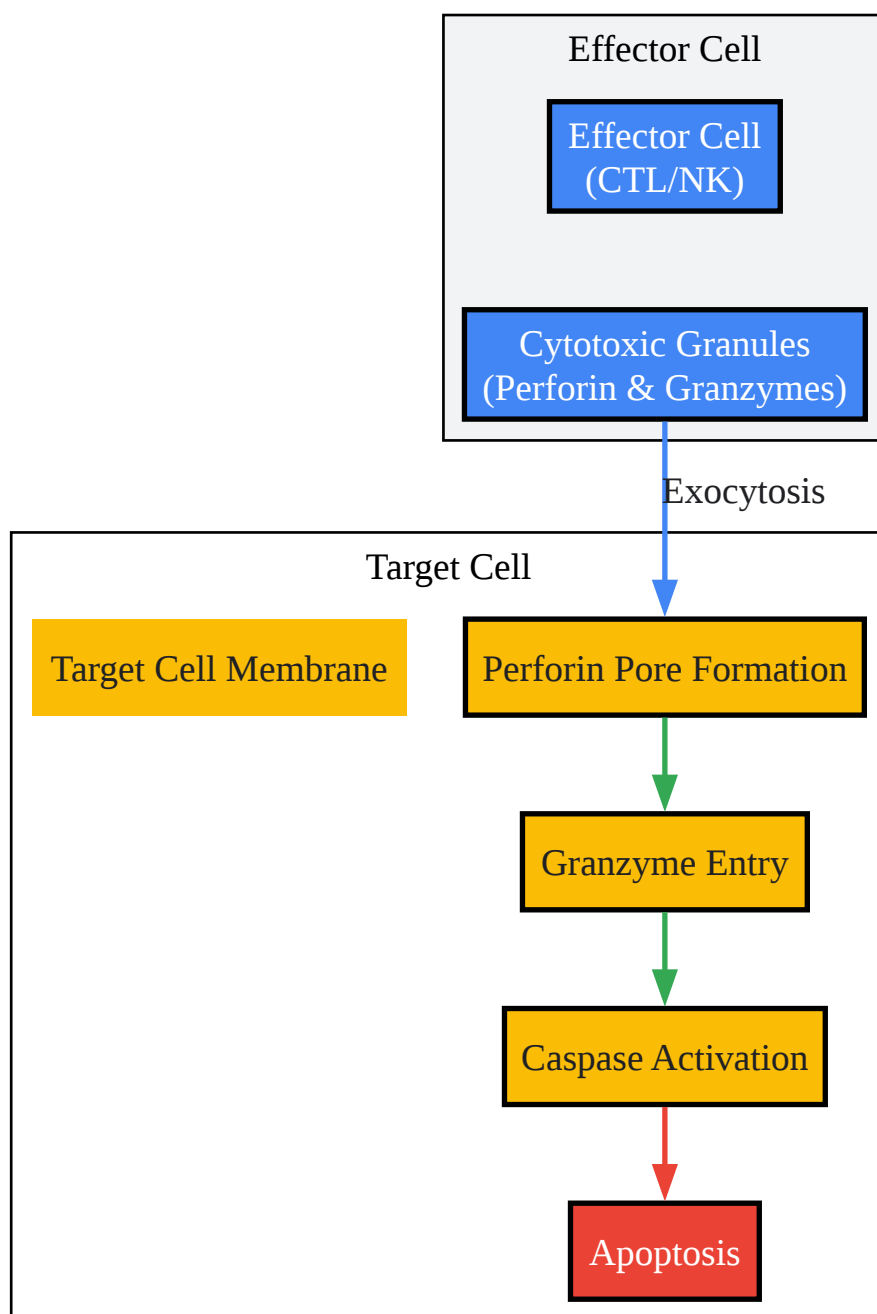 Effector Cell
Effector Cell
(CTL/NK)
Cytotoxic Granules
(Perforin & Granzymes)
Exocytosis
Target Cell
Target Cell Membrane
Perforin Pore Formation
Granzyme Entry
Caspase Activation
Apoptosis